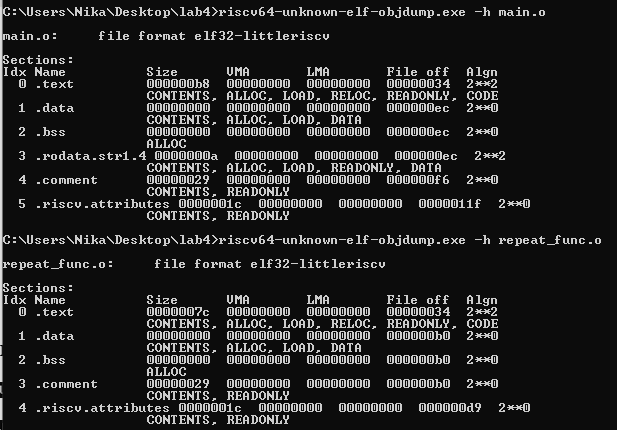 C:\Users\Nika\Desktop\lab4>riscv64-unknown-elf-objdump.exe -h main.o
main.o:     file format elf32-littleriscv
Sections:
Idx Name          Size      VMA       LMA       File off  Algn
  0 .text         000000b8  00000000  00000000  00000034  2**2
                  CONTENTS, ALLOC, LOAD, RELOC, READONLY, CODE
  1 .data         00000000  00000000  00000000  000000ec  2**0
                  CONTENTS, ALLOC, LOAD, DATA
  2 .bss          00000000  00000000  00000000  000000ec  2**0
                  ALLOC
  3 .rodata.str1.4 0000000a  00000000  00000000  000000ec  2**2
                  CONTENTS, ALLOC, LOAD, READONLY, DATA
  4 .comment      00000029  00000000  00000000  000000f6  2**0
                  CONTENTS, READONLY
  5 .riscv.attributes 0000001c  00000000  00000000  0000011f  2**0
                  CONTENTS, READONLY
C:\Users\Nika\Desktop\lab4>riscv64-unknown-elf-objdump.exe -h repeat_func.o
repeat_func.o:     file format elf32-littleriscv
Sections:
Idx Name          Size      VMA       LMA       File off  Algn
  0 .text         0000007c  00000000  00000000  00000034  2**2
                  CONTENTS, ALLOC, LOAD, RELOC, READONLY, CODE
  1 .data         00000000  00000000  00000000  000000b0  2**0
                  CONTENTS, ALLOC, LOAD, DATA
  2 .bss          00000000  00000000  00000000  000000b0  2**0
                  ALLOC
  3 .comment      00000029  00000000  00000000  000000b0  2**0
                  CONTENTS, READONLY
  4 .riscv.attributes 0000001c  00000000  00000000  000000d9  2**0
                  CONTENTS, READONLY